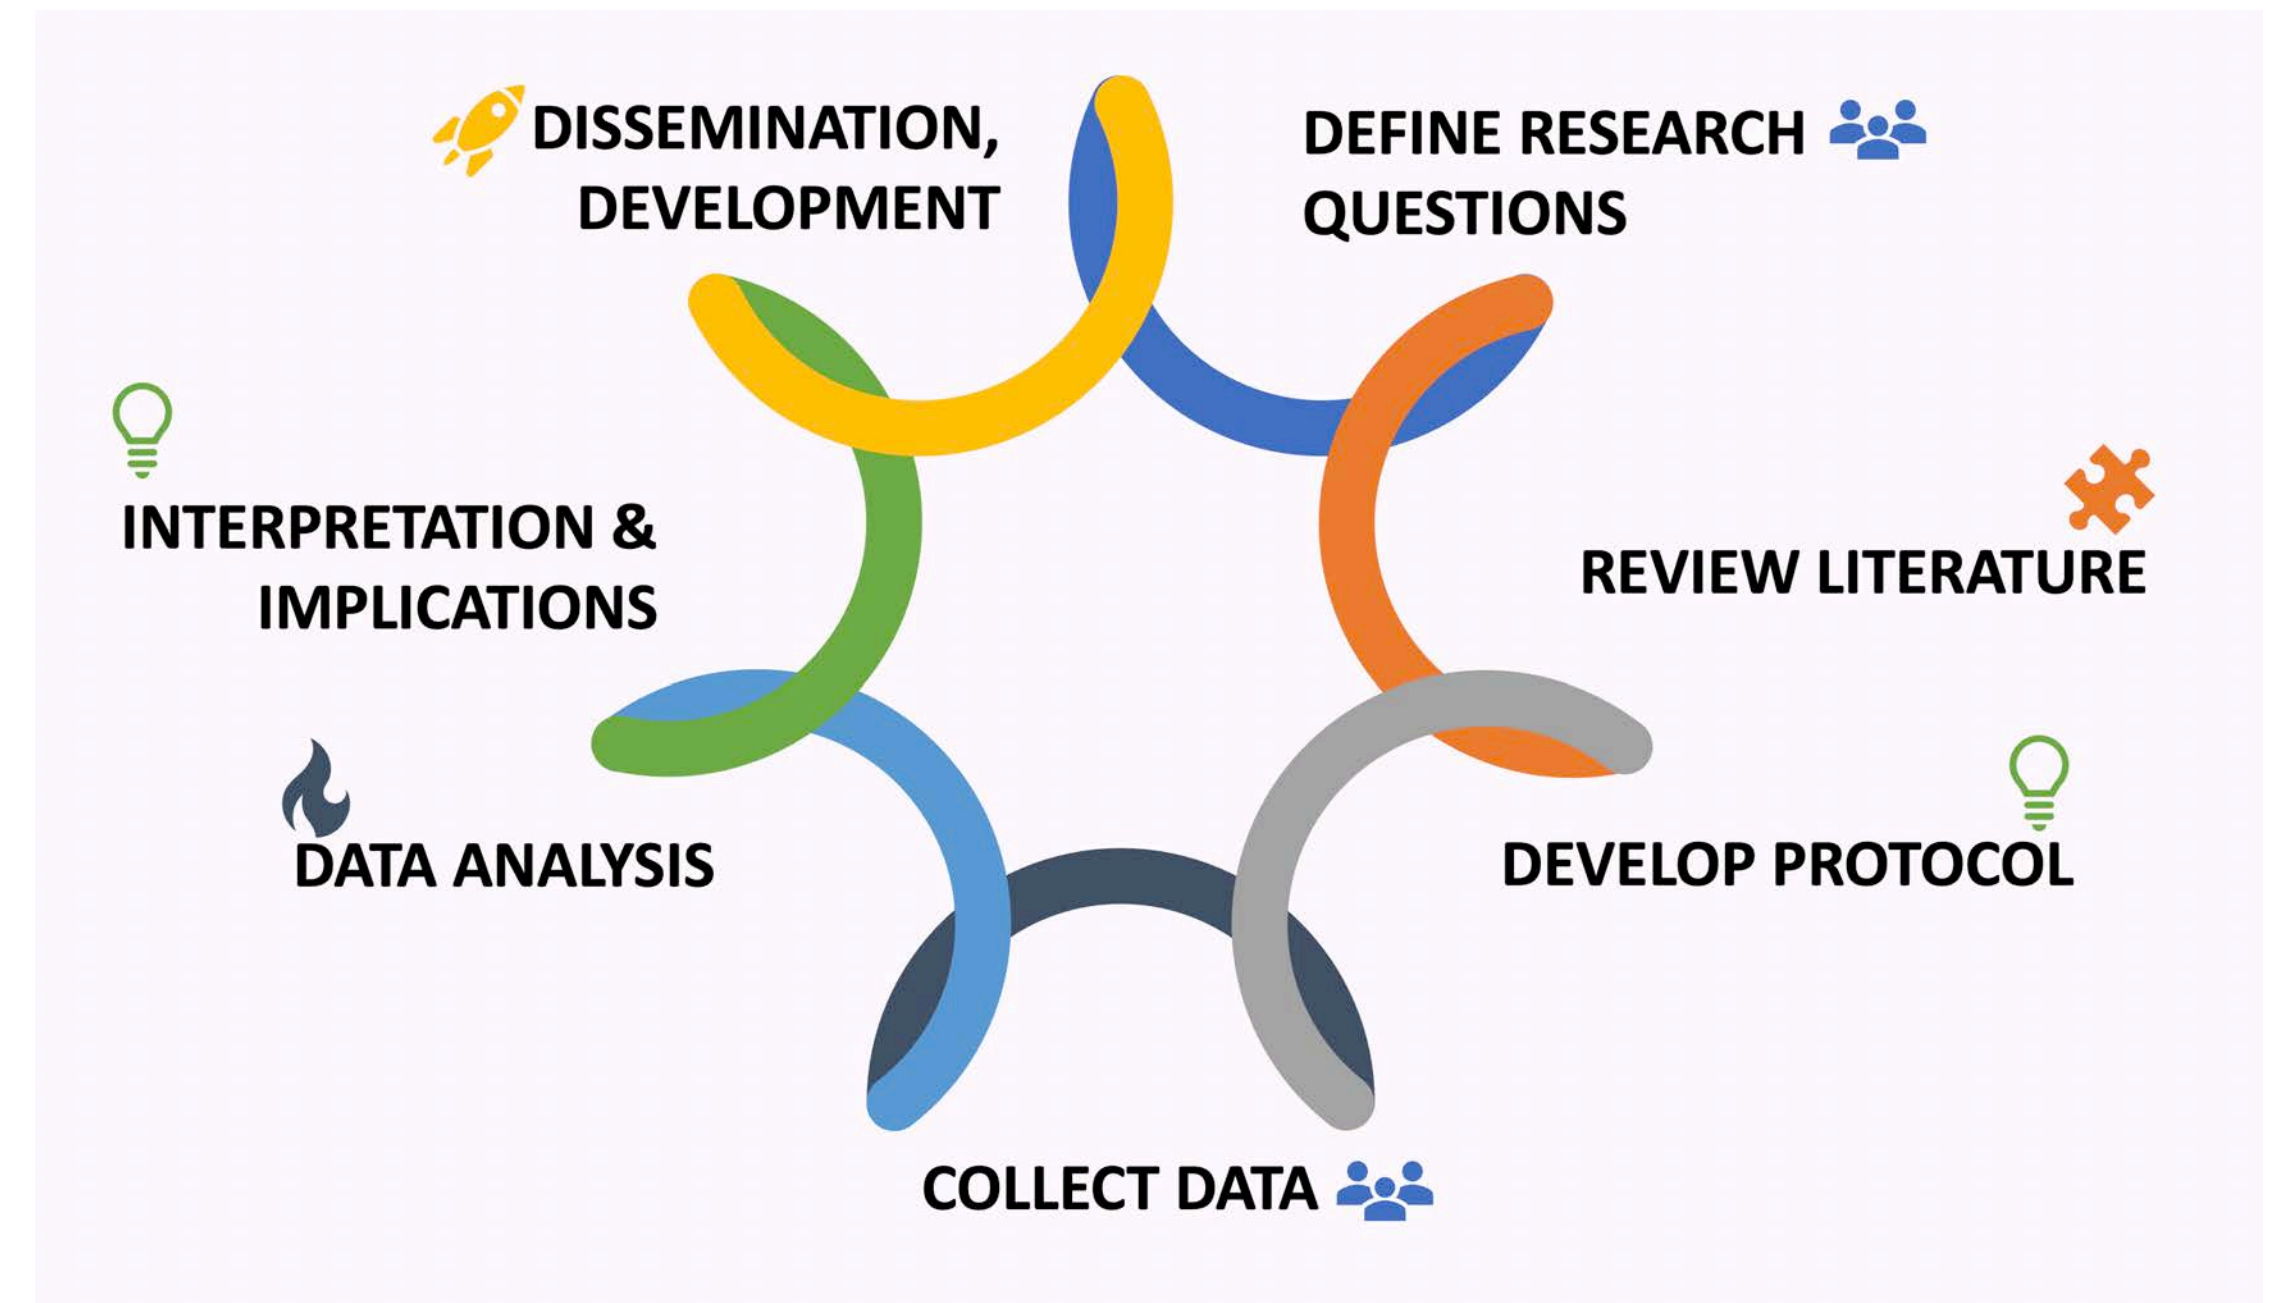 DISSEMINATION,
DEVELOPMENT
DEFINE RESEARCH
QUESTIONS
INTERPRETATION &
IMPLICATIONS
REVIEW LITERATURE
DATA ANALYSIS
DEVELOP PROTOCOL
COLLECT DATA